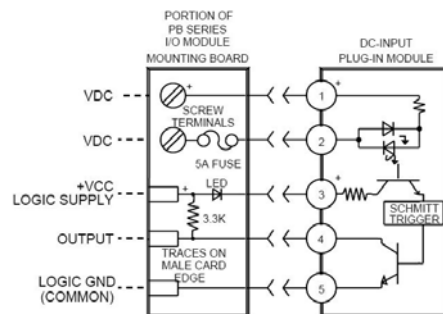 PORTION OF
PB SERIES
I/O MODULE
MOUNTING BOARD
DC-INPUT
PLUG-IN MODULE
VDC
+
1
+
SCREW
TERMINALS
VDC
2
5A FUSE
+VCC
LOGIC SUPPLY
LED
3
+
3.3K
SCHMITT
TRIGGER
OUTPUT
4
TRACES ON
MALE CARD
EDGE
LOGIC GND
(COMMON)
5